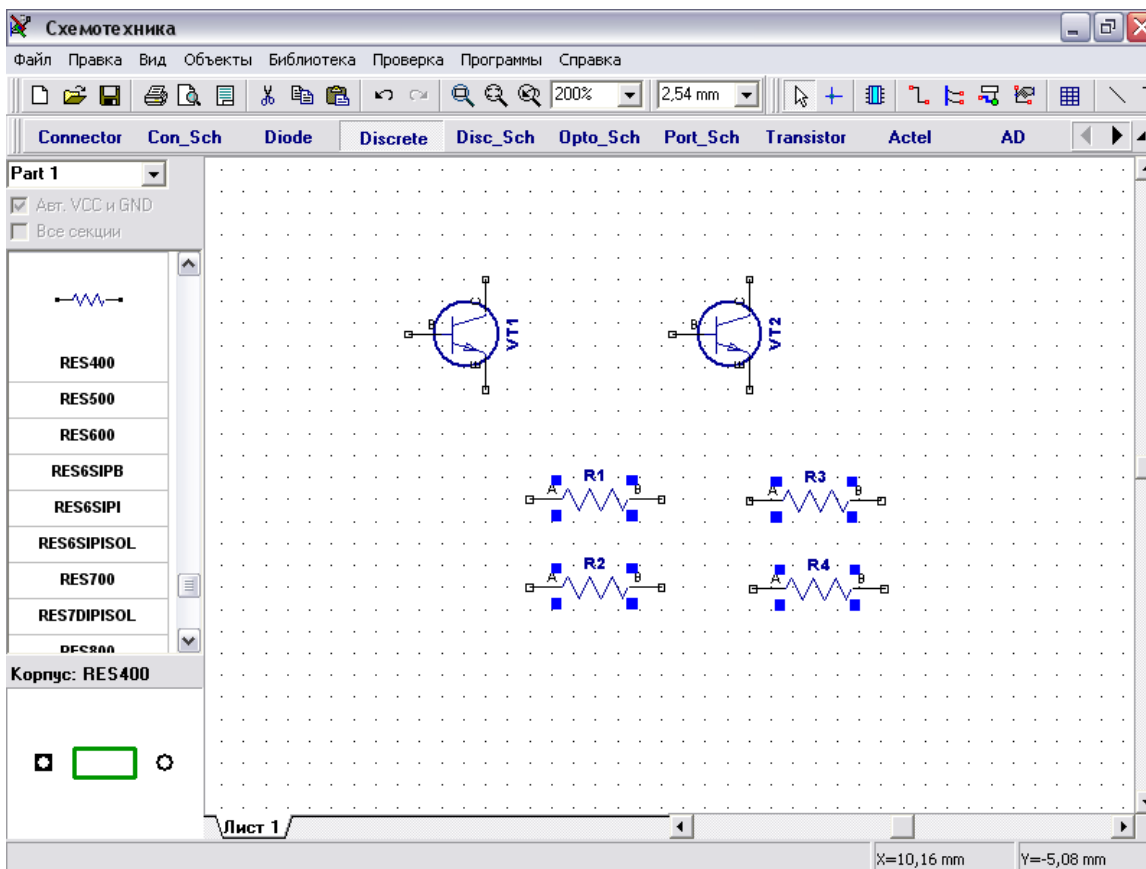 Схемотехника
Файл Правка Вид Объекты Библиотека Проверка Программы Справка
200% 2,54 mm
Connector Con_Sch Diode Discrete Disc_Sch Opto_Sch Port_Sch Transistor Actel AD
Part 1
Авт. VCC и GND
Все секции
RES400
RES500
RES600
RES6SIPB
RES6SIPI
RES6SIPISOL
RES700
RES7DIPISOL
RES800
Корпус: RES400
C C
B VT1 B VT2
E E
R1 R3
A B A B
R2 R4
A B A B
Лист 1
X=10,16 mm Y=-5,08 mm